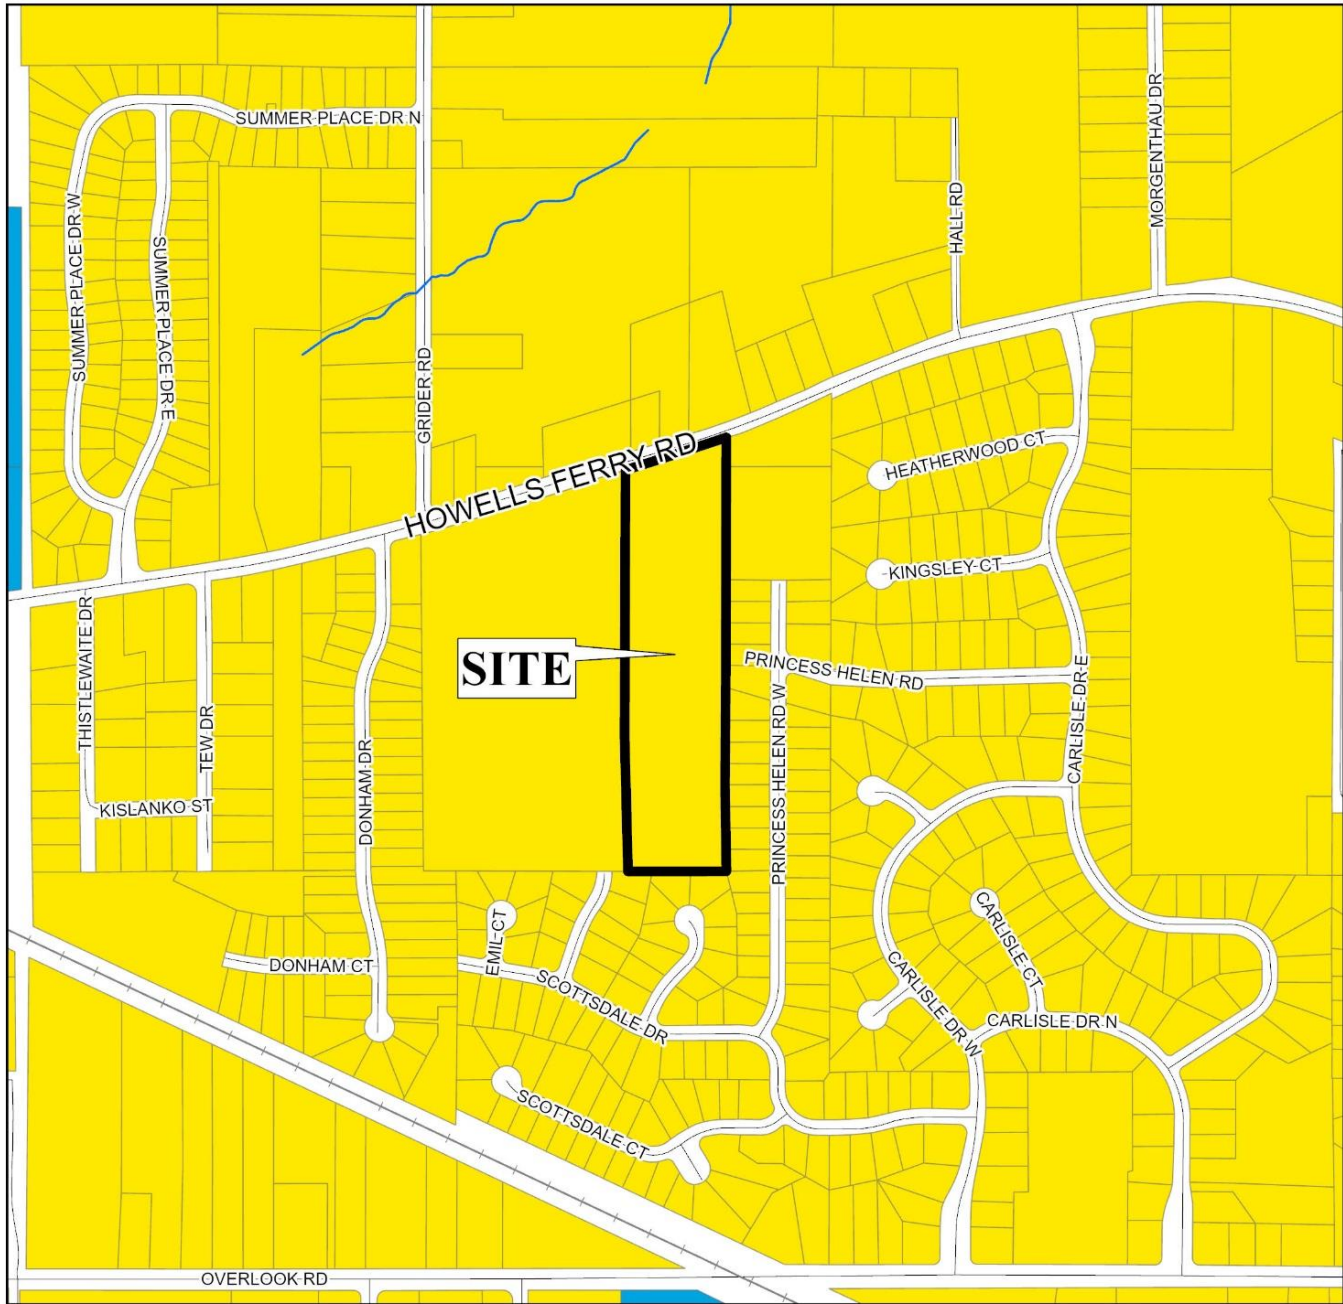 SUMMER PLACE DR N
MORGENTHAU DR
SUMMER PLACE DR W
HALL RD
SUMMER PLACE DR E
GRIDER RD
HOWELLS FERRY RD
HEATHERWOOD CT
KINGSLEY CT
THISTLEWAITE DR
SITE
PRINCESS HELEN RD
CARLISLE DR E
TEW DR
DONHAM DR
PRINCESS HELEN RD W
KISLANKO ST
EMIL CT
CARLISLE CT
DONHAM CT
SCOTTSDALE DR
CARLISLE DR W
CARLISLE DR N
SCOTTSDALE CT
OVERLOOK RD